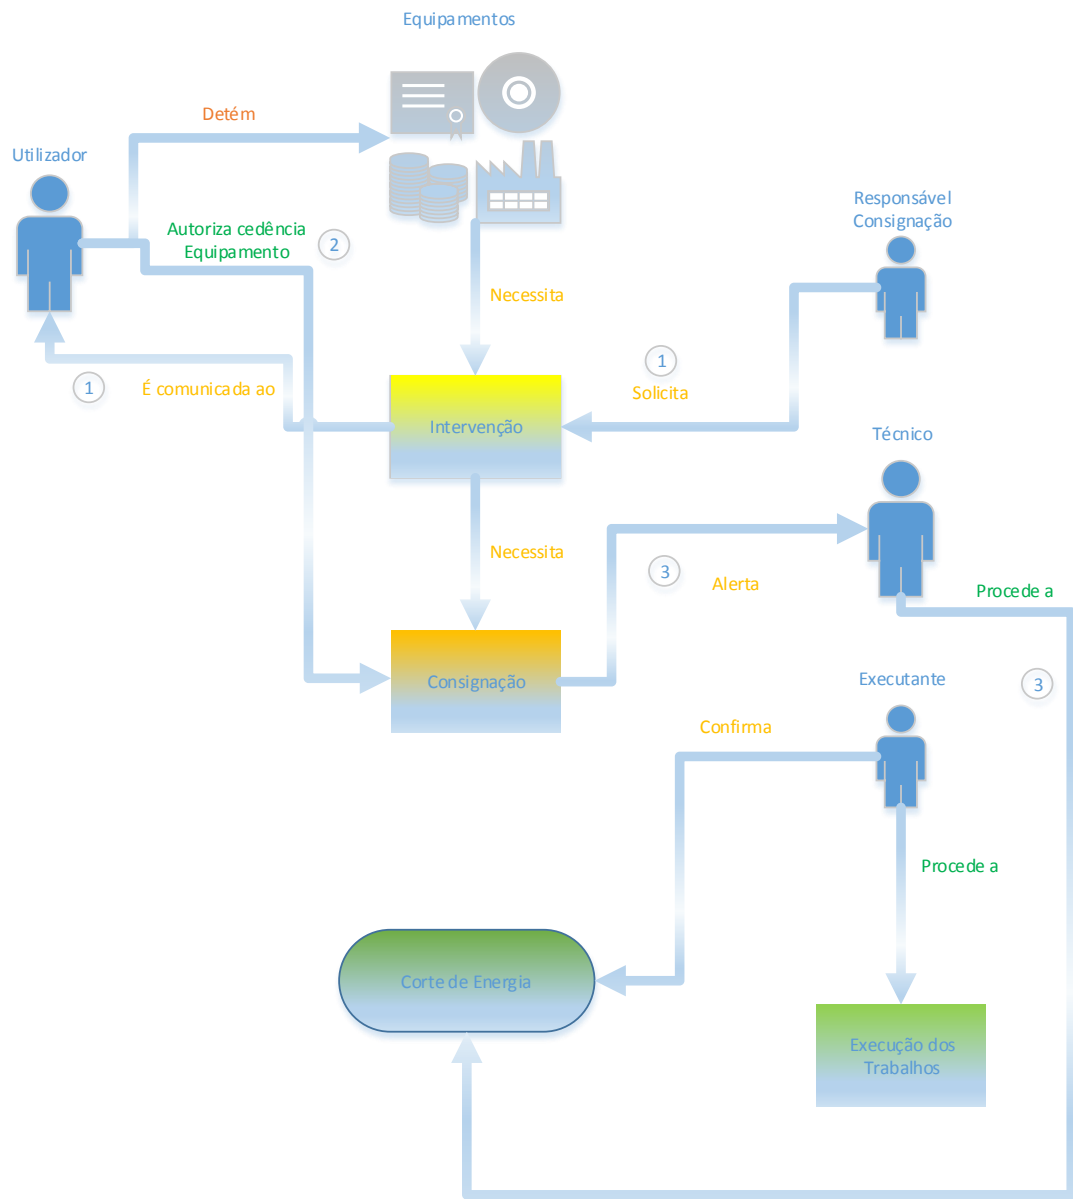 Equipamentos
Detém
Utilizador
Responsável
Consignação
Autoriza cedência
Equipamento
2
Necessita
1
1
É comunicada ao
Solicita
Intervenção
Técnico
Necessita
3
Alerta
Procede a
Consignação
Executante
3
Confirma
Procede a
Corte de Energia
Execução dos
Trabalhos